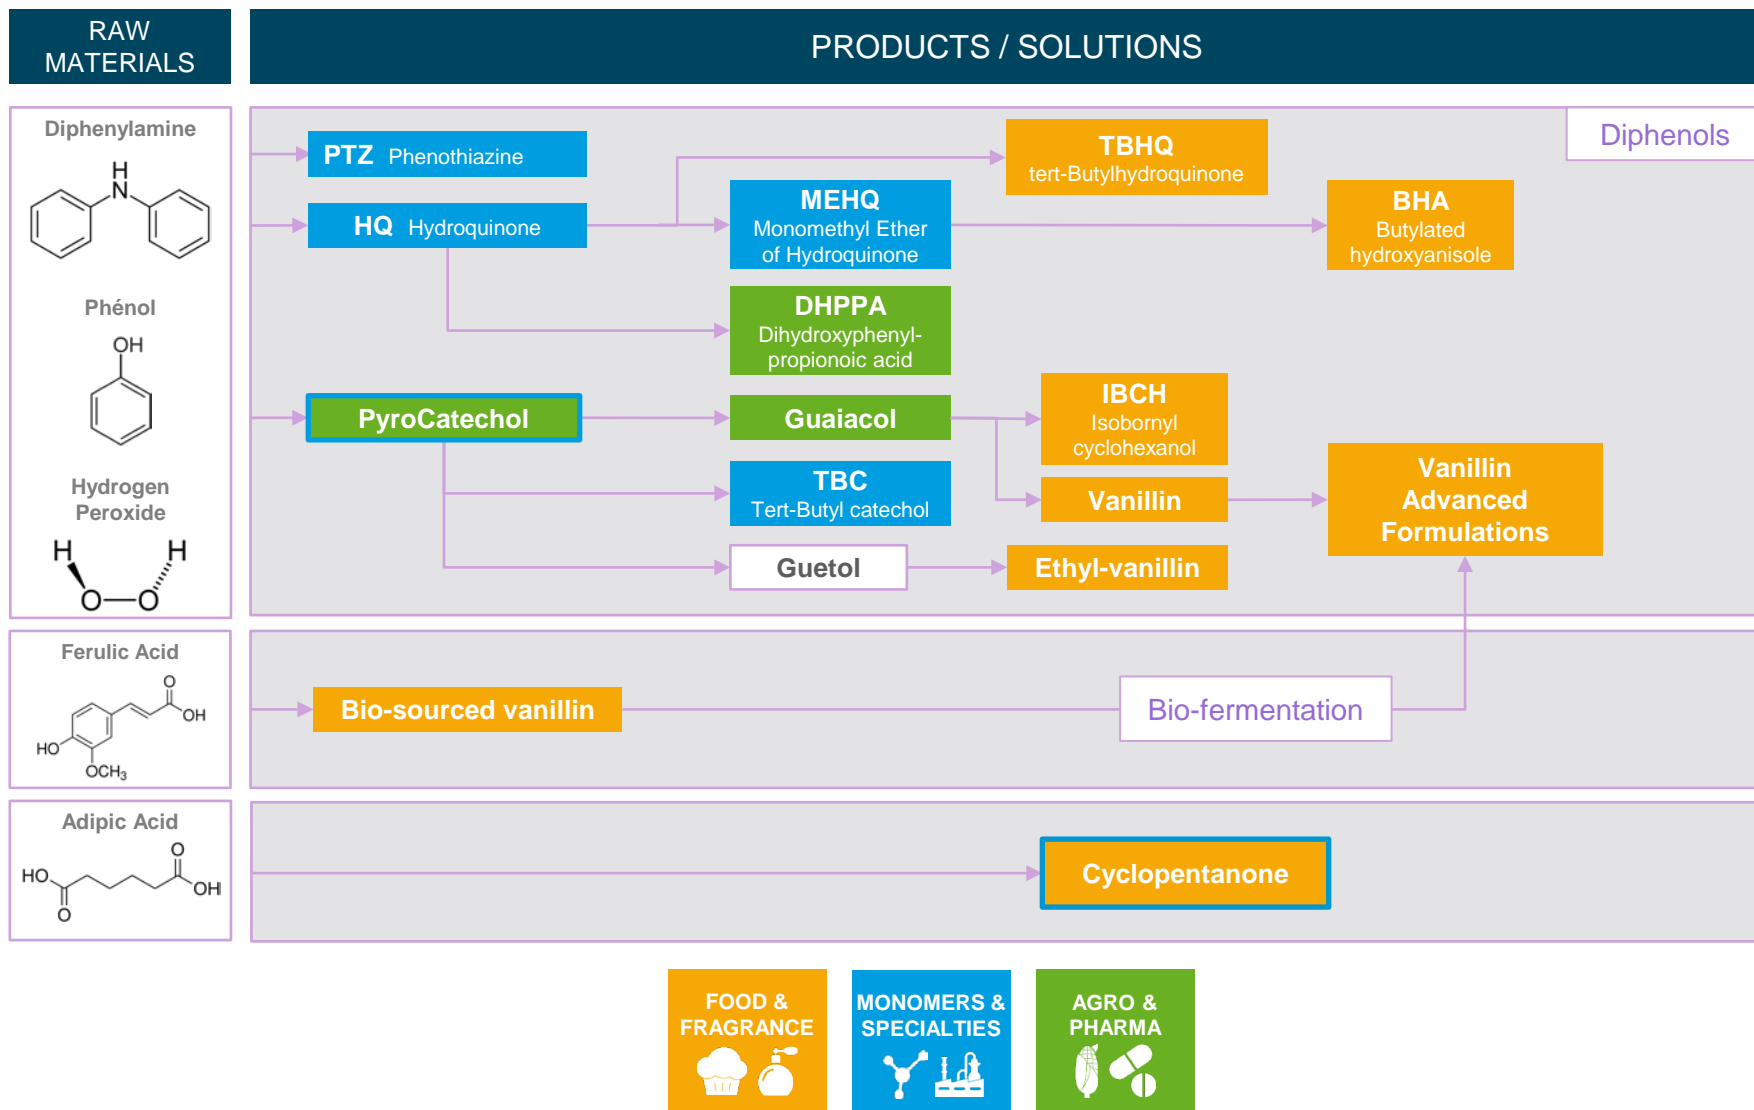 RAW
MATERIALS
PRODUCTS / SOLUTIONS
Diphenylamine
H
N
Phénol
OH
Hydrogen
Peroxide
H H
O O
Diphenols
PTZ Phenothiazine
HQ Hydroquinone
TBHQ
tert-Butylhydroquinone
MEHQ
Monomethyl Ether
of Hydroquinone
BHA
Butylated
hydroxyanisole
DHPPA
Dihydroxyphenyl-
propionoic acid
PyroCatechol
Guaiacol
IBCH
Isobornyl
cyclohexanol
TBC
Tert-Butyl catechol
Vanillin
Vanillin
Advanced
Formulations
Guetol
Ethyl-vanillin
Ferulic Acid
O
OH
HO
OCH3
Bio-sourced vanillin
Bio-fermentation
Adipic Acid
O
HO
OH
O
Cyclopentanone
FOOD &
FRAGRANCE
MONOMERS &
SPECIALTIES
AGRO &
PHARMA